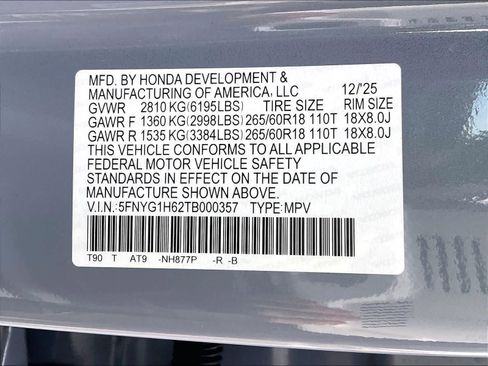 MFD. BY HONDA DEVELOPMENT &
MANUFACTURING OF AMERICA, LLC 12/'25
GVWR 2810 KG(6195LBS) TIRE SIZE RIM SIZE
GAWR F 1360 KG(2998LBS) 265/60R18 110T 18X8.0J
GAWR R 1535 KG(3384LBS) 265/60R18 110T 18X8.0J
THIS VEHICLE CONFORMS TO ALL APPLICABLE
FEDERAL MOTOR VEHICLE SAFETY
STANDARDS IN EFFECT ON THE DATE OF
MANUFACTURE SHOWN ABOVE.
V.I.N.:5FNYG1H62TB000357 TYPE:MPV
T90 T AT9 -NH877P -R -B